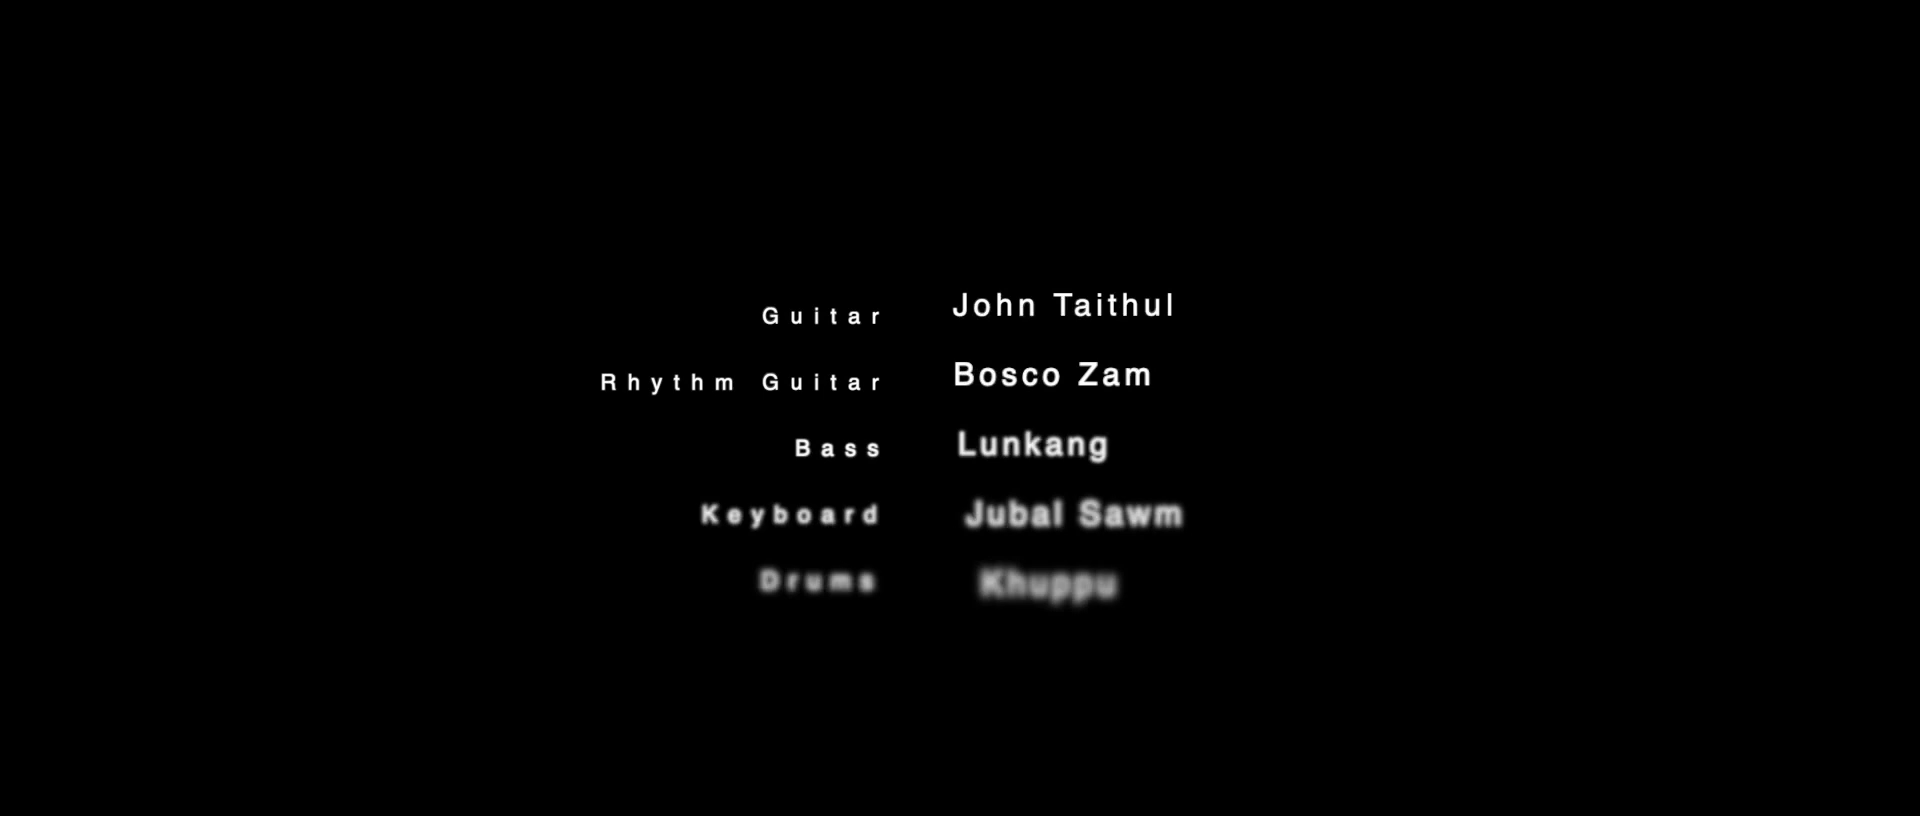 Guitar John Taithul
Rhythm Guitar Bosco Zam
Bass Lunkang
Keyboard Jubal Sawm
Drums Khuppu